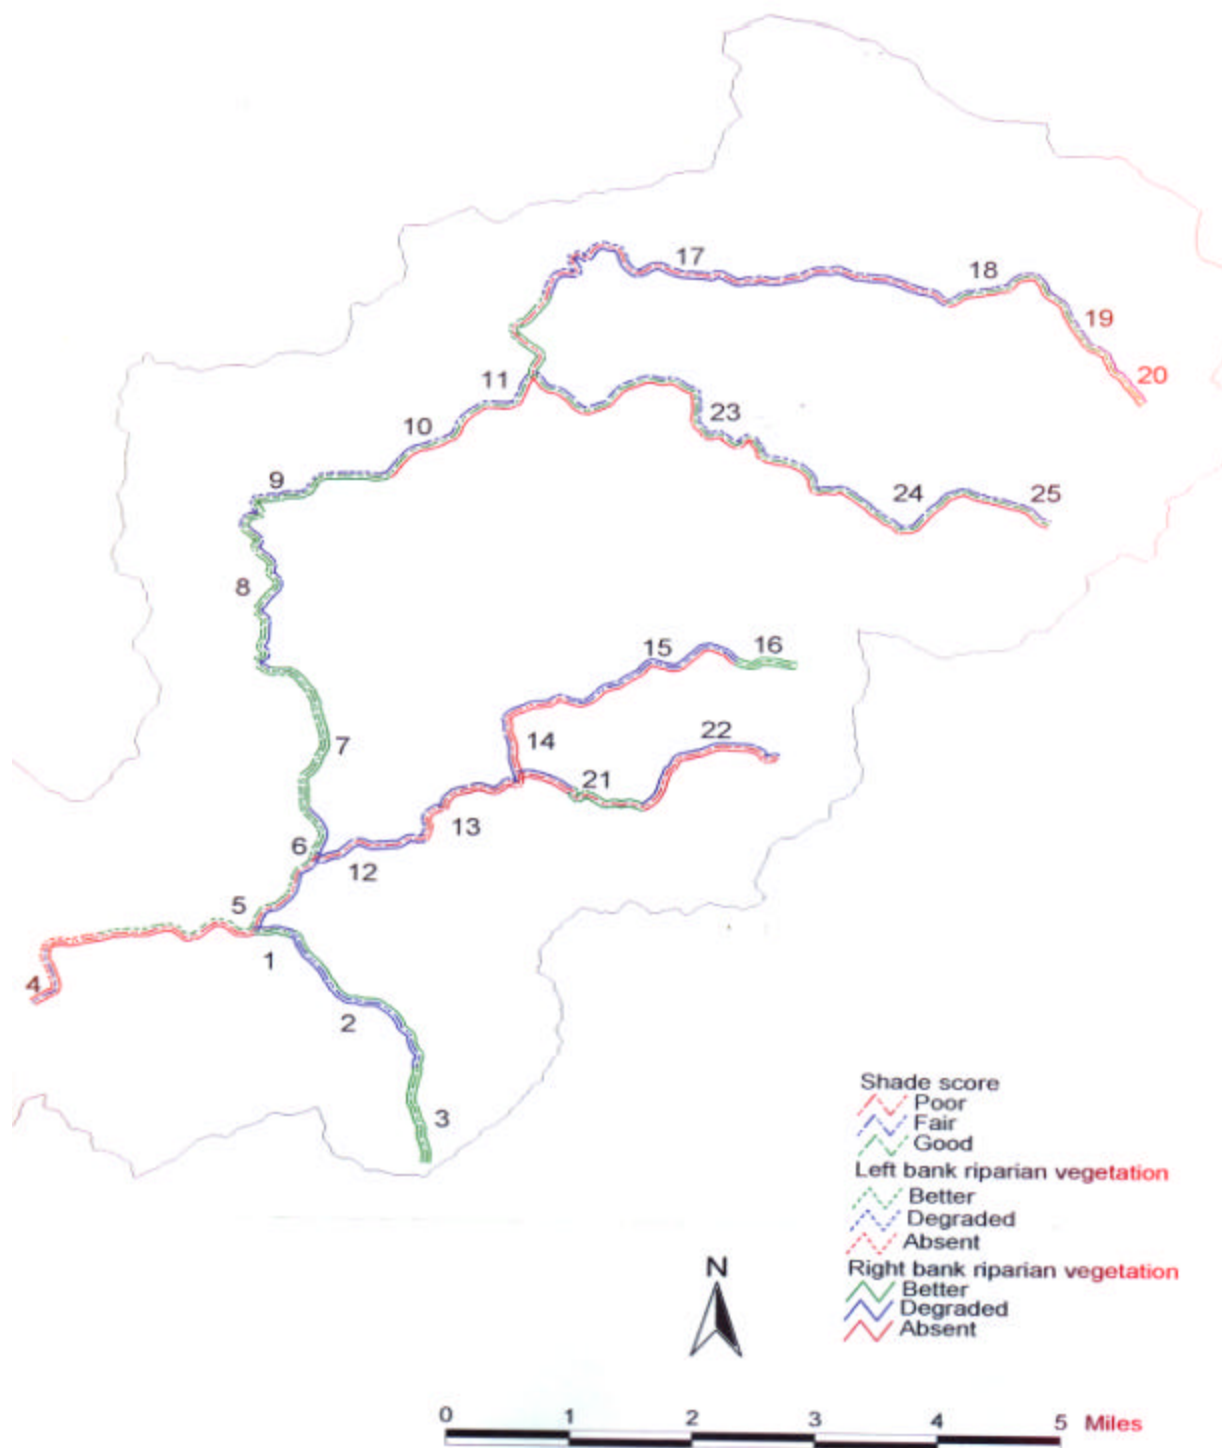 17
18
19
20
11
10
23
9
24
25
8
15
16
7
14
22
21
13
6
12
5
1
4
2
3
Shade score
Poor
Fair
Good
Left bank riparian vegetation
Better
Degraded
Absent
Right bank riparian vegetation
Better
Degraded
Absent
N
0 1 2 3 4 5 Miles